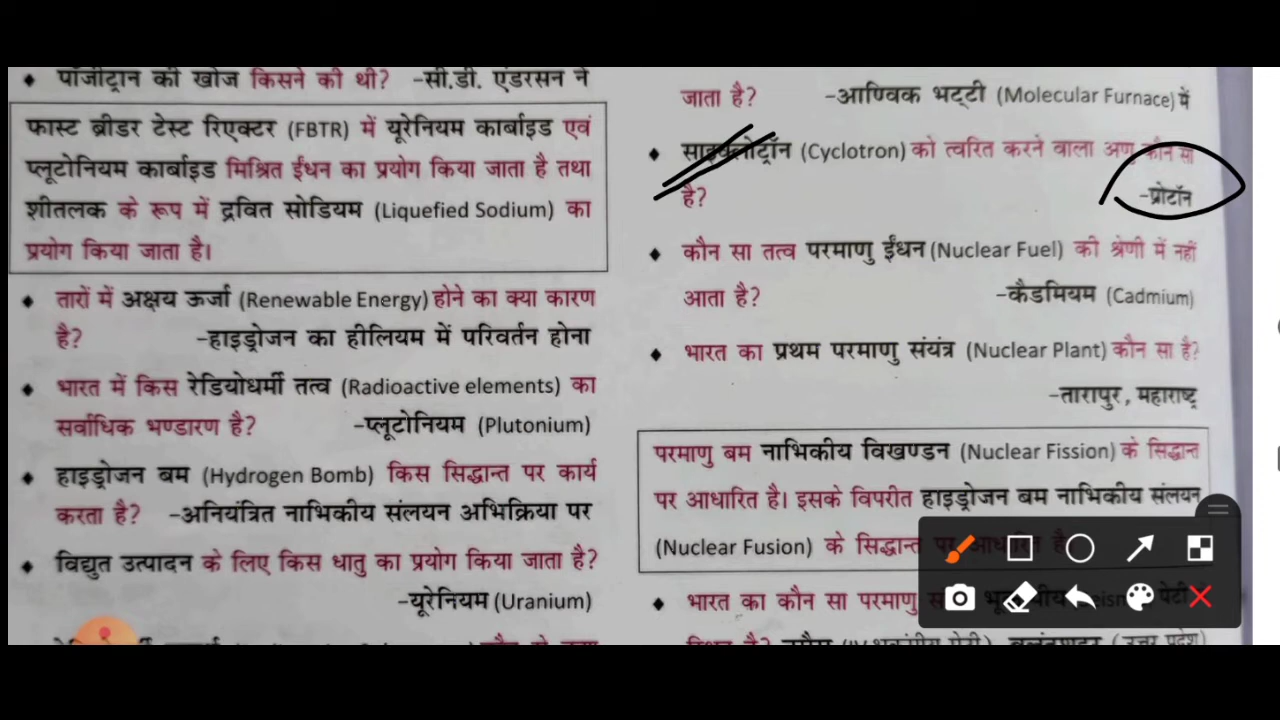 ♦ पॉजीट्रान की खोज किसने की थी? -सी.डी. एंडरसन ने
फास्ट ब्रीडर टेस्ट रिएक्टर (FBTR) में यूरेनियम कार्बाइड एवं
प्लूटोनियम कार्बाइड मिश्रित ईंधन का प्रयोग किया जाता है तथा
शीतलक के रूप में द्रवित सोडियम (Liquefied Sodium) का
प्रयोग किया जाता है।
♦ तारों में अक्षय ऊर्जा (Renewable Energy) होने का क्या कारण
है? -हाइड्रोजन का हीलियम में परिवर्तन होना
♦ भारत में किस रेडियोधर्मी तत्व (Radioactive elements) का
सर्वाधिक भण्डारण है? -प्लूटोनियम (Plutonium)
♦ हाइड्रोजन बम (Hydrogen Bomb) किस सिद्धान्त पर कार्य
करता है? -अनियंत्रित नाभिकीय संलयन अभिक्रिया पर
♦ विद्युत उत्पादन के लिए किस धातु का प्रयोग किया जाता है?
-यूरेनियम (Uranium)
जाता है? -आण्विक भट्टी (Molecular Furnace) में
♦ साइक्लोट्रॉन (Cyclotron) को त्वरित करने वाला अणु कौन सा
है? -प्रोटॉन
♦ कौन सा तत्व परमाणु ईंधन (Nuclear Fuel) की श्रेणी में नहीं
आता है? -कैडमियम (Cadmium)
♦ भारत का प्रथम परमाणु संयंत्र (Nuclear Plant) कौन सा है?
-तारापुर, महाराष्ट्र
परमाणु बम नाभिकीय विखण्डन (Nuclear Fission) के सिद्धान्त
पर आधारित है। इसके विपरीत हाइड्रोजन बम नाभिकीय संलयन
(Nuclear Fusion) के सिद्धान्त पर आधारित है
♦ भारत का कौन सा परमाणु पेटी